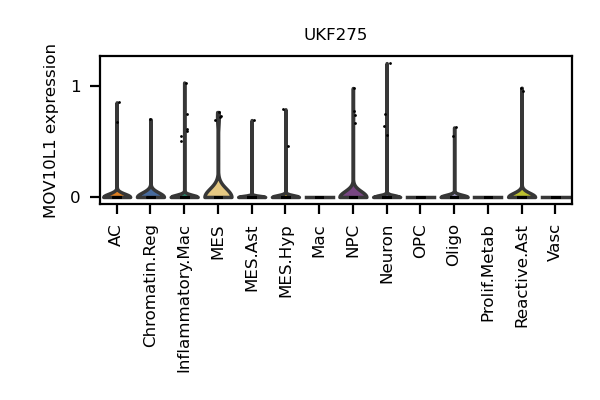 UKF275
MOV10L1 expression
1
0
AC
Chromatin.Reg
Inflammatory.Mac
MES
MES.Ast
MES.Hyp
Mac
NPC
Neuron
OPC
Oligo
Prolif.Metab
Reactive.Ast
Vasc